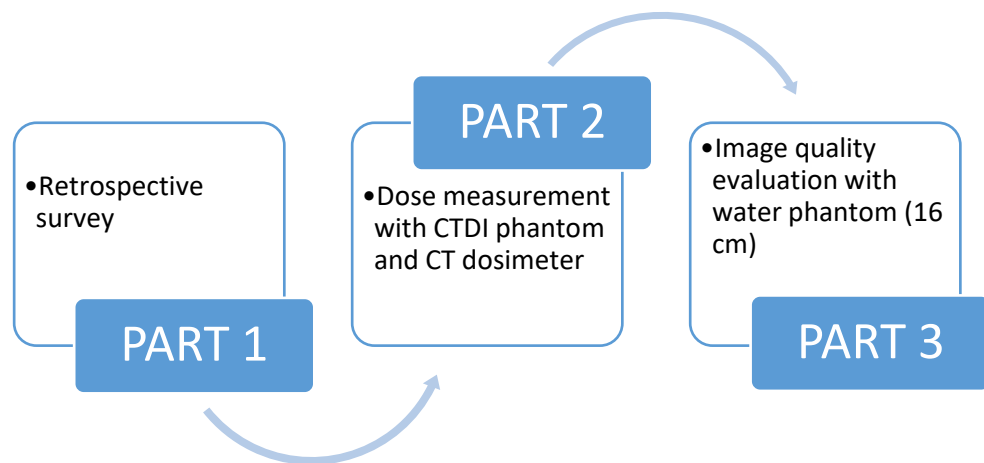 •Retrospective
survey
PART 1
PART 2
•Dose measurement
with CTDI phantom
and CT dosimeter
•Image quality
evaluation with
water phantom (16
cm)
PART 3